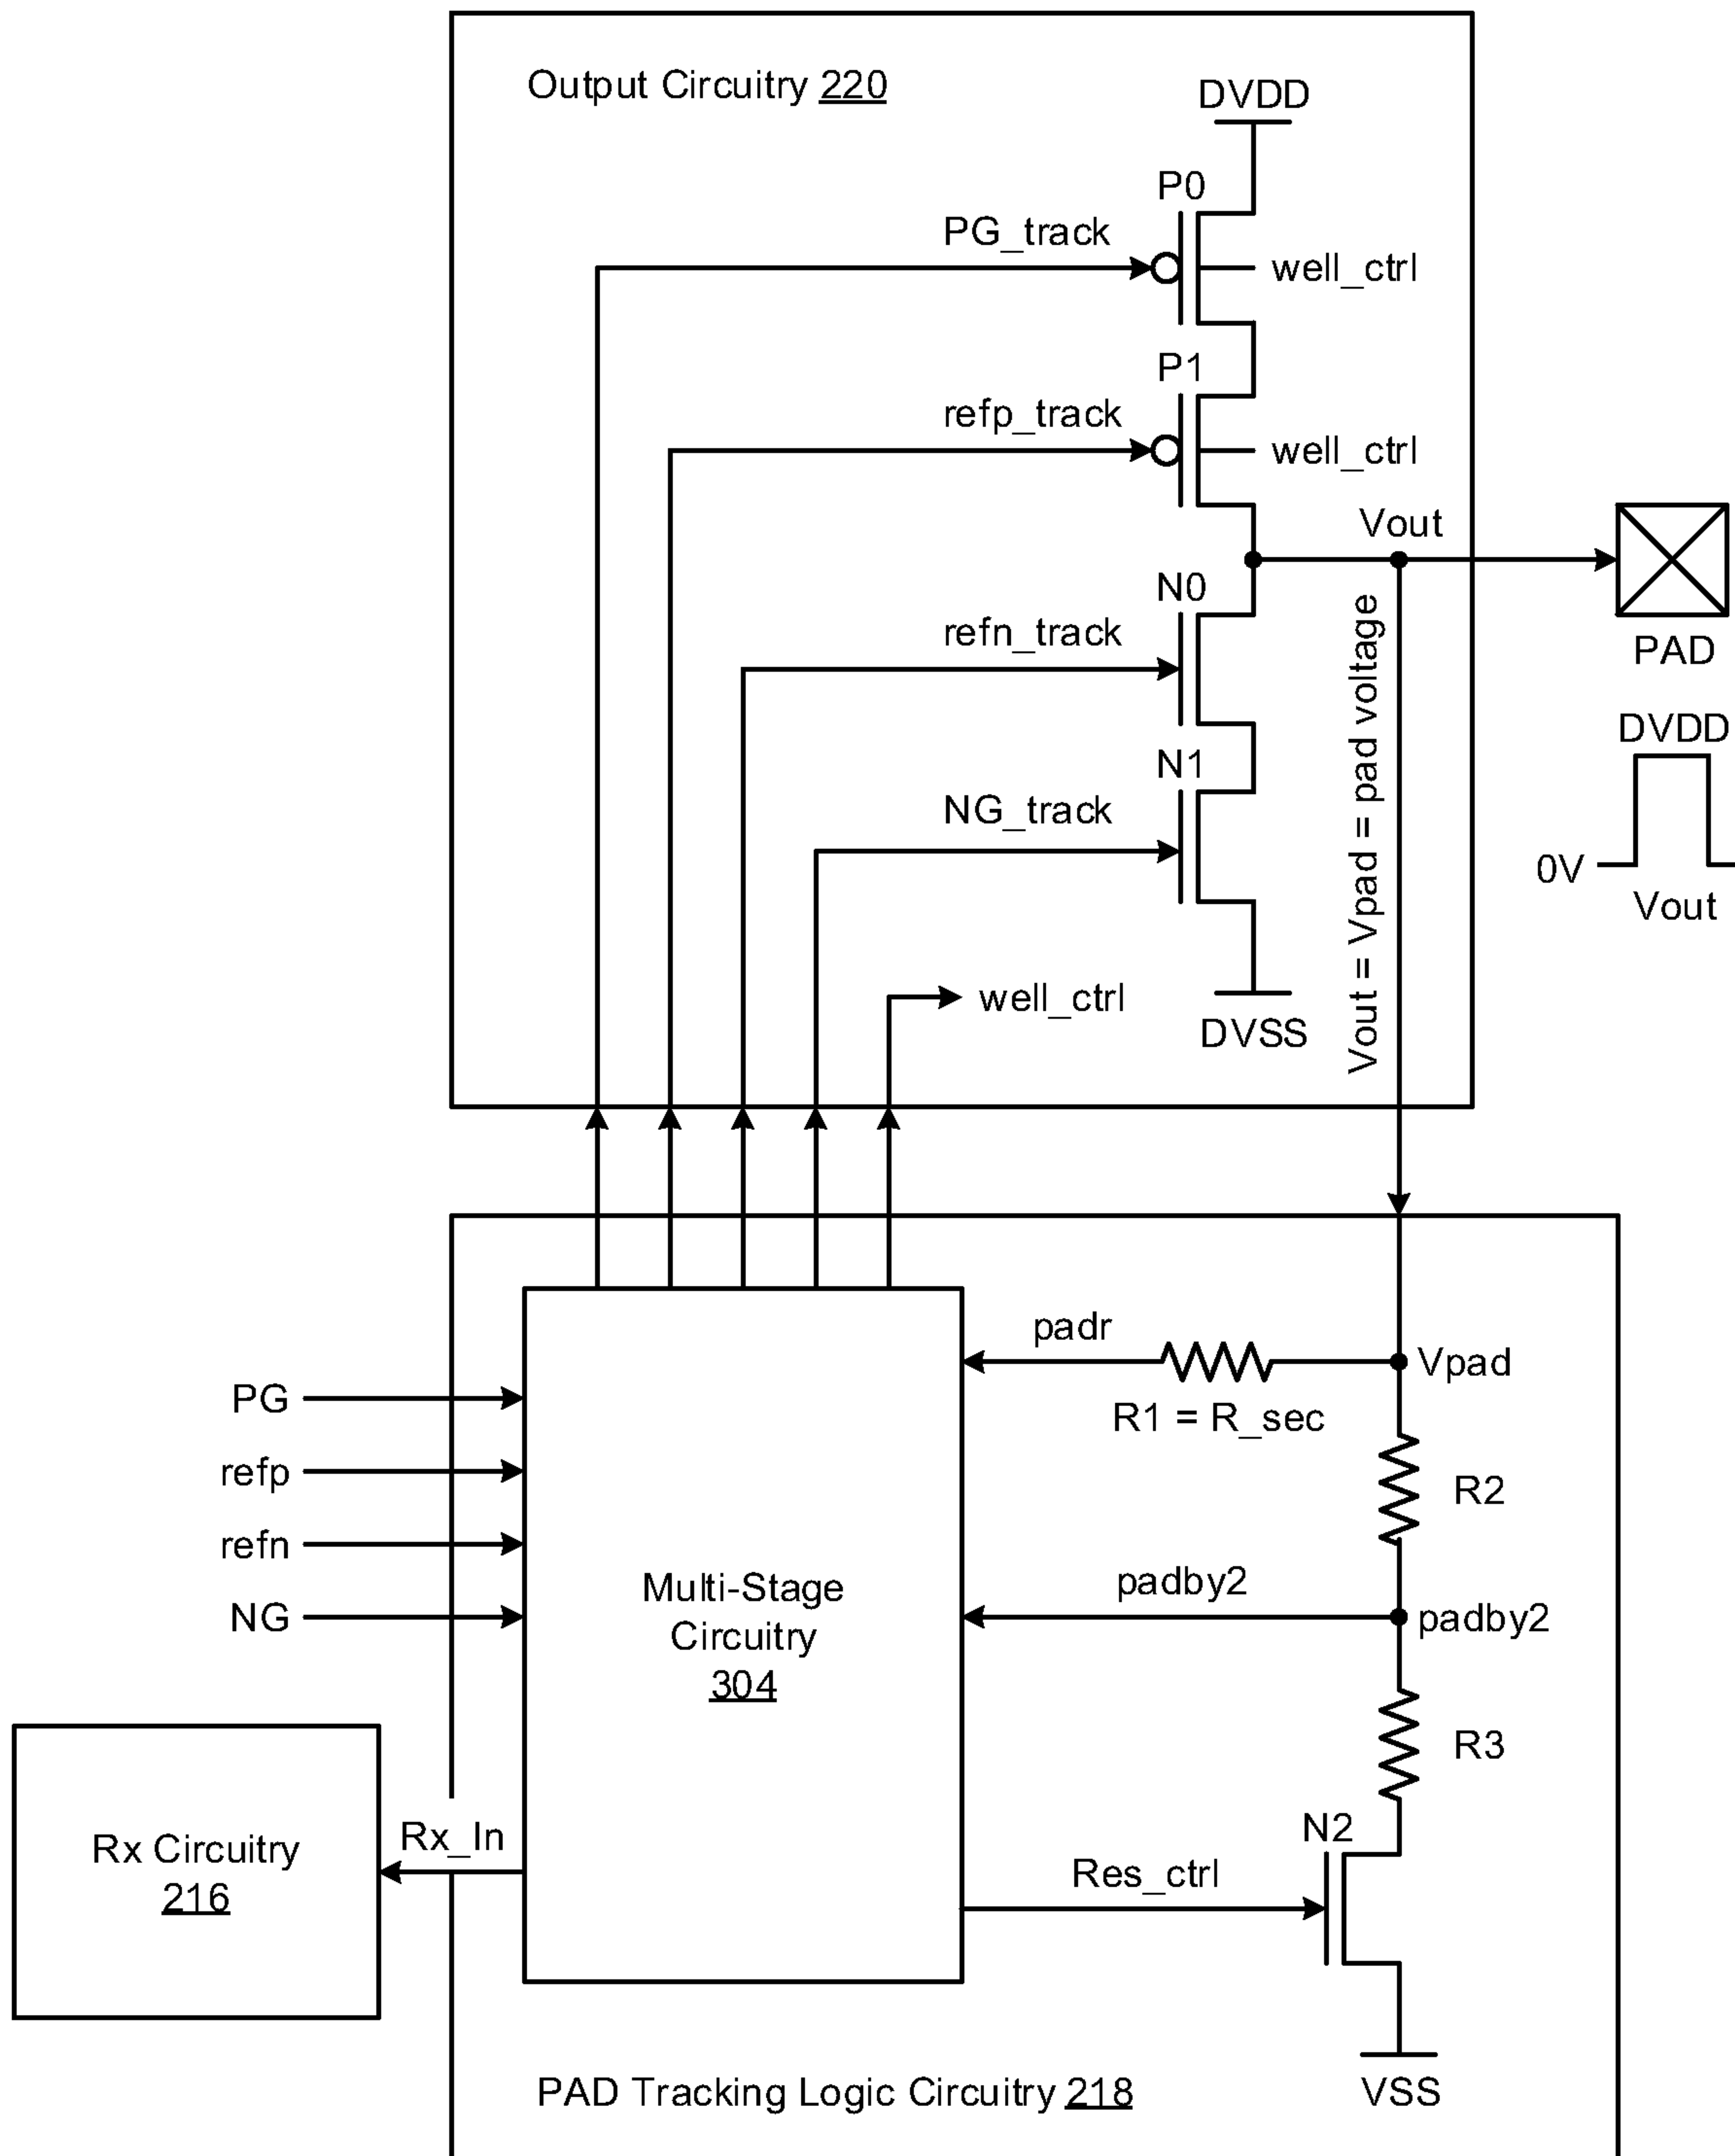 Output Circuitry 220
DVDD
P0
PG_track
well_ctrl
P1
refp_track
well_ctrl
Vout
N0
refn_track
PAD
Vout = Vpad = pad voltage
DVDD
N1
NG_track
0V
Vout
well_ctrl
DVSS
padr
Vpad
R1 = R_sec
PG
refp
refn
NG
R2
Multi-Stage
Circuitry
304
padby2
padby2
R3
N2
Rx Circuitry
216
Rx_In
Res_ctrl
PAD Tracking Logic Circuitry 218
VSS